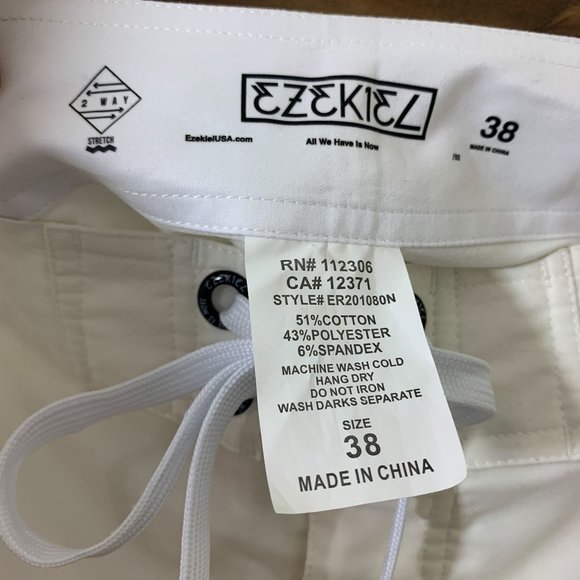 2 WAY
STRETCH
EZEKIEL
EzekielUSA.com
All We Have Is Now
38
MADE IN CHINA
EZEKIEL
RN# 112306
CA# 12371
STYLE# ER201080N
51%COTTON
43%POLYESTER
6%SPANDEX
MACHINE WASH COLD
HANG DRY
DO NOT IRON
WASH DARKS SEPARATE
SIZE
38
MADE IN CHINA